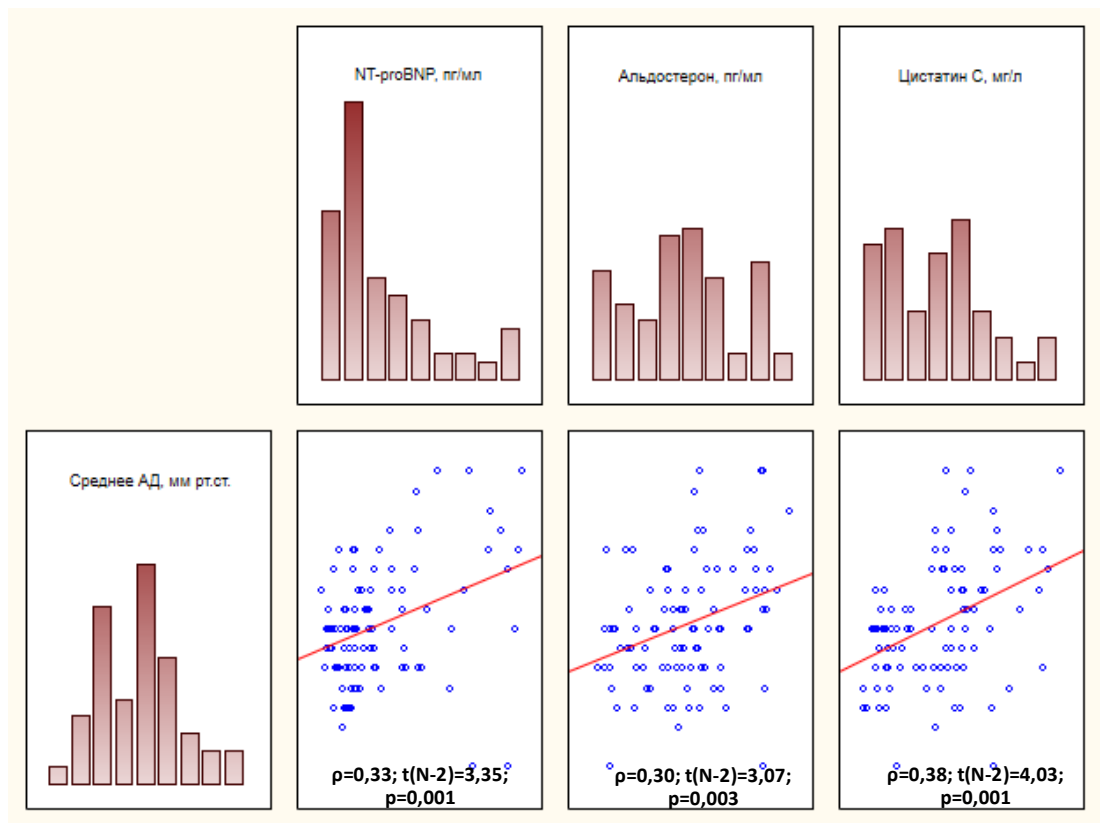 NT-proBNP, пг/мл
Альдостерон, пг/мл
Цистатин С, мг/л
Среднее АД, мм рт.ст.
ρ=0,33; t(N-2)=3,35;
p=0,001
ρ=0,30; t(N-2)=3,07;
p=0,003
ρ=0,38; t(N-2)=4,03;
p=0,001